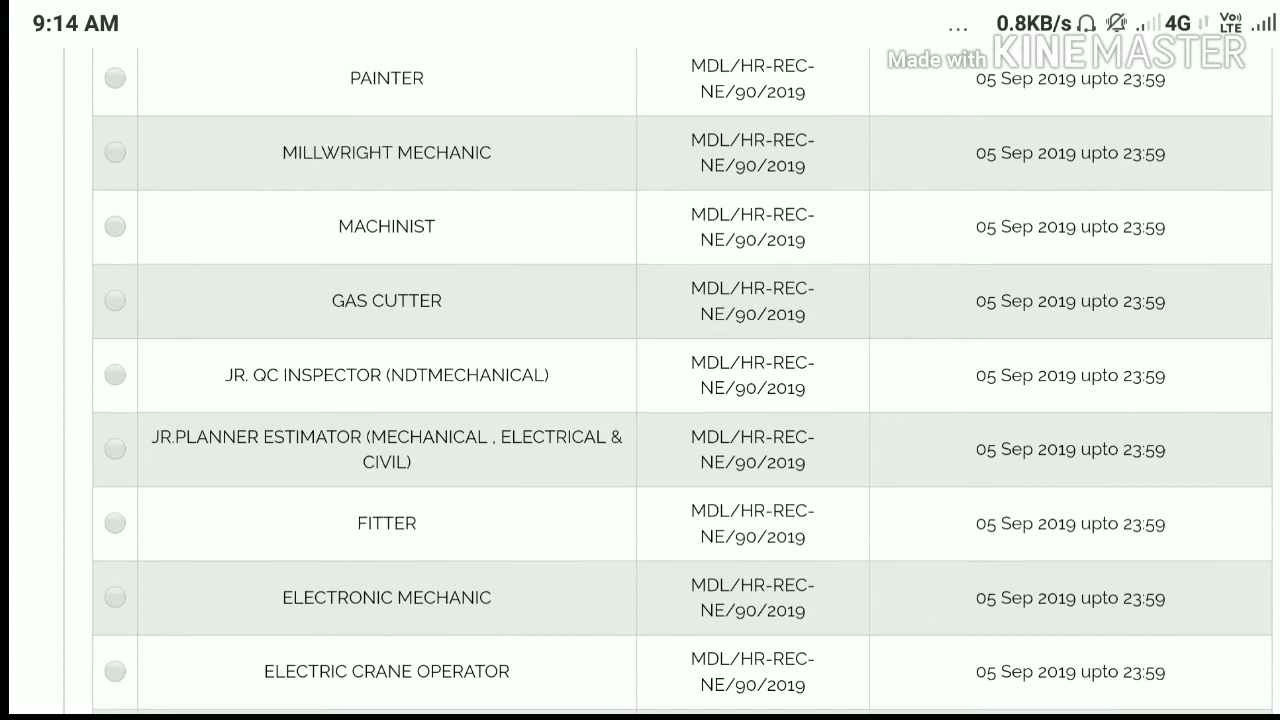 9:14 AM ... 0.8KB/s 4G Vo)) LTE
Made with KINEMASTER
PAINTER MDL/HR-REC-
NE/90/2019 05 Sep 2019 upto 23:59
MILLWRIGHT MECHANIC MDL/HR-REC-
NE/90/2019 05 Sep 2019 upto 23:59
MACHINIST MDL/HR-REC-
NE/90/2019 05 Sep 2019 upto 23:59
GAS CUTTER MDL/HR-REC-
NE/90/2019 05 Sep 2019 upto 23:59
JR. QC INSPECTOR (NDTMECHANICAL) MDL/HR-REC-
NE/90/2019 05 Sep 2019 upto 23:59
JR.PLANNER ESTIMATOR (MECHANICAL , ELECTRICAL & MDL/HR-REC-
CIVIL) NE/90/2019 05 Sep 2019 upto 23:59
FITTER MDL/HR-REC-
NE/90/2019 05 Sep 2019 upto 23:59
ELECTRONIC MECHANIC MDL/HR-REC-
NE/90/2019 05 Sep 2019 upto 23:59
ELECTRIC CRANE OPERATOR MDL/HR-REC-
NE/90/2019 05 Sep 2019 upto 23:59